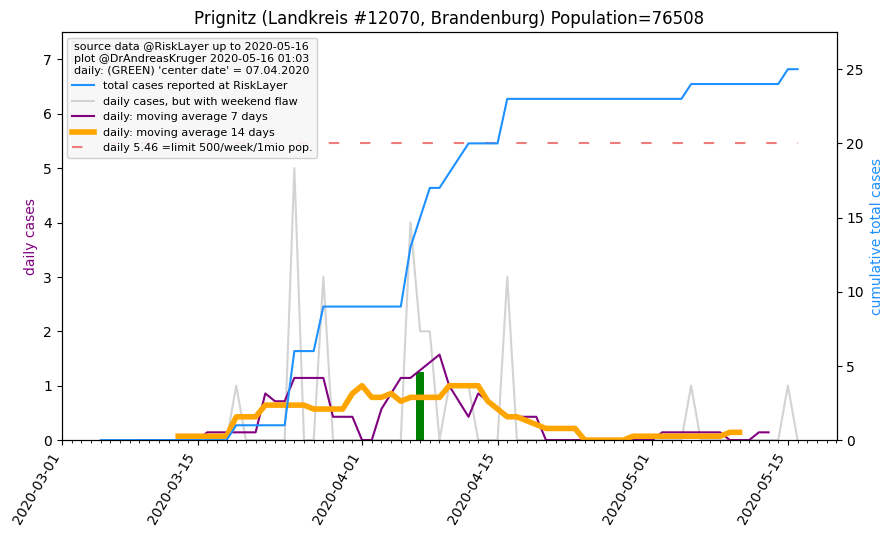 Prignitz (Landkreis #12070, Brandenburg) Population=76508
source data @RiskLayer up to 2020-05-16
plot @DrAndreasKruger 2020-05-16 01:03
daily: (GREEN) 'center date' = 07.04.2020
total cases reported at RiskLayer
daily cases, but with weekend flaw
daily: moving average 7 days
daily: moving average 14 days
daily 5.46 =limit 500/week/1mio pop.
daily cases
7
6
5
4
3
2
1
0
cumulative total cases
25
20
15
10
5
0
2020-03-01
2020-03-15
2020-04-01
2020-04-15
2020-05-01
2020-05-15